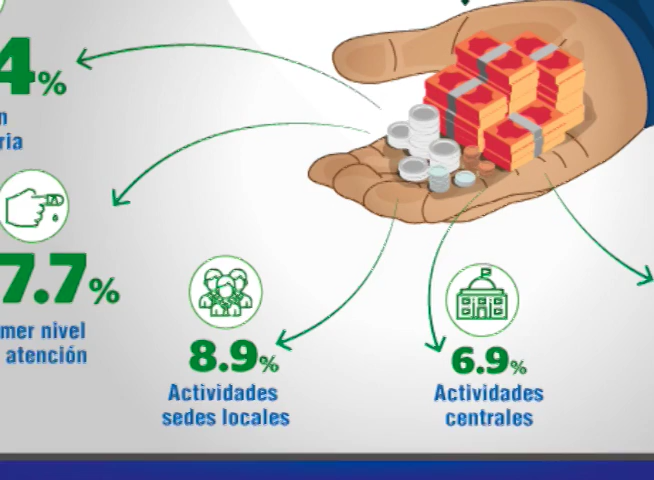 4%
n
ria
7.7%
mer nivel
atención
8.9%
Actividades
sedes locales
6.9%
Actividades
centrales